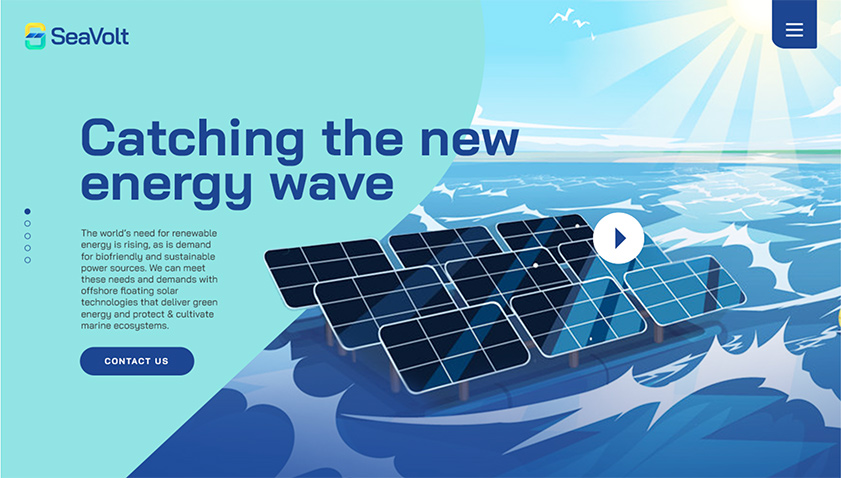 SeaVolt
Catching the new
energy wave
The world's need for renewable
energy is rising, as is demand
for biofriendly and sustainable
power sources. We can meet
these needs and demands with
offshore floating solar
technologies that deliver green
energy and protect & cultivate
marine ecosystems.
CONTACT US